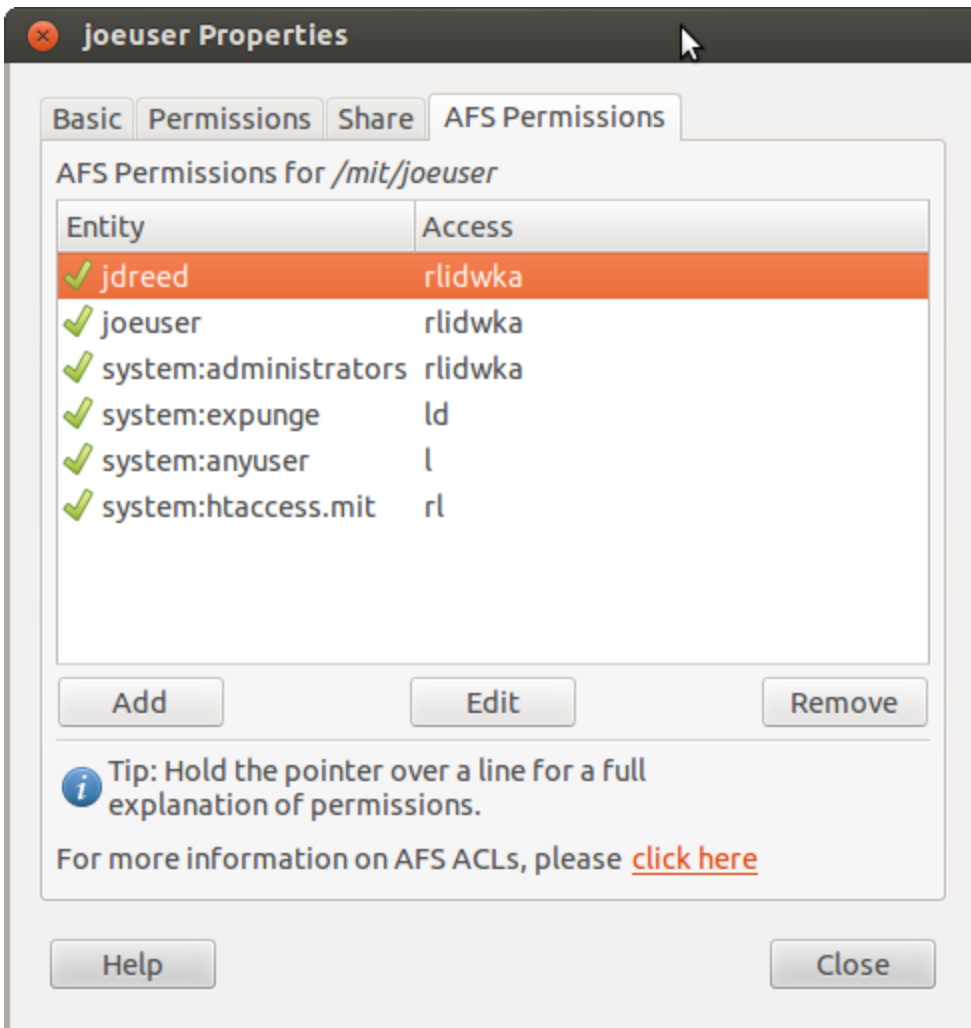 joeuser Properties
Basic Permissions Share AFS Permissions
AFS Permissions for /mit/joeuser
Entity Access
jdreed rlidwka
joeuser rlidwka
system:administrators rlidwka
system:expunge ld
system:anyuser l
system:htaccess.mit rl
Add Edit Remove
Tip: Hold the pointer over a line for a full
explanation of permissions.
For more information on AFS ACLs, please click here
Help Close